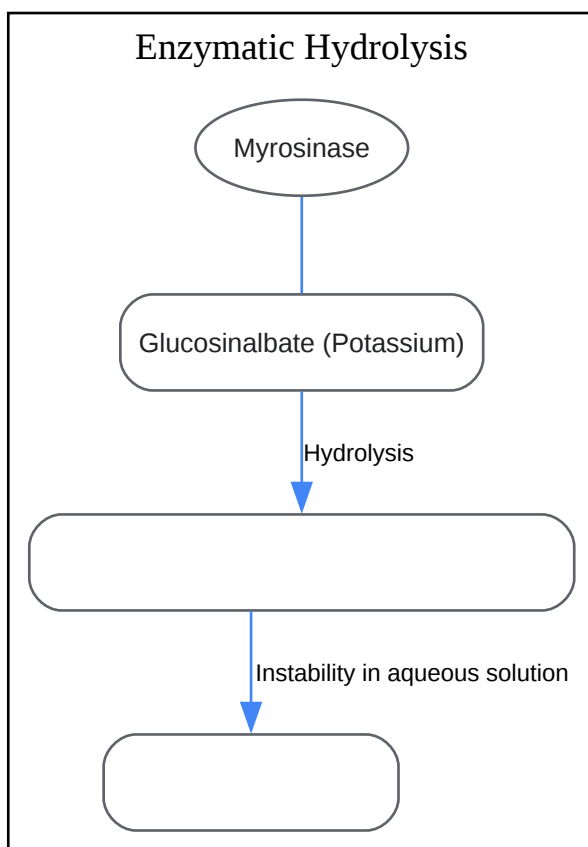 Enzymatic Hydrolysis
Myrosinase
Glucosinalbate (Potassium)
Hydrolysis
Instability in aqueous solution